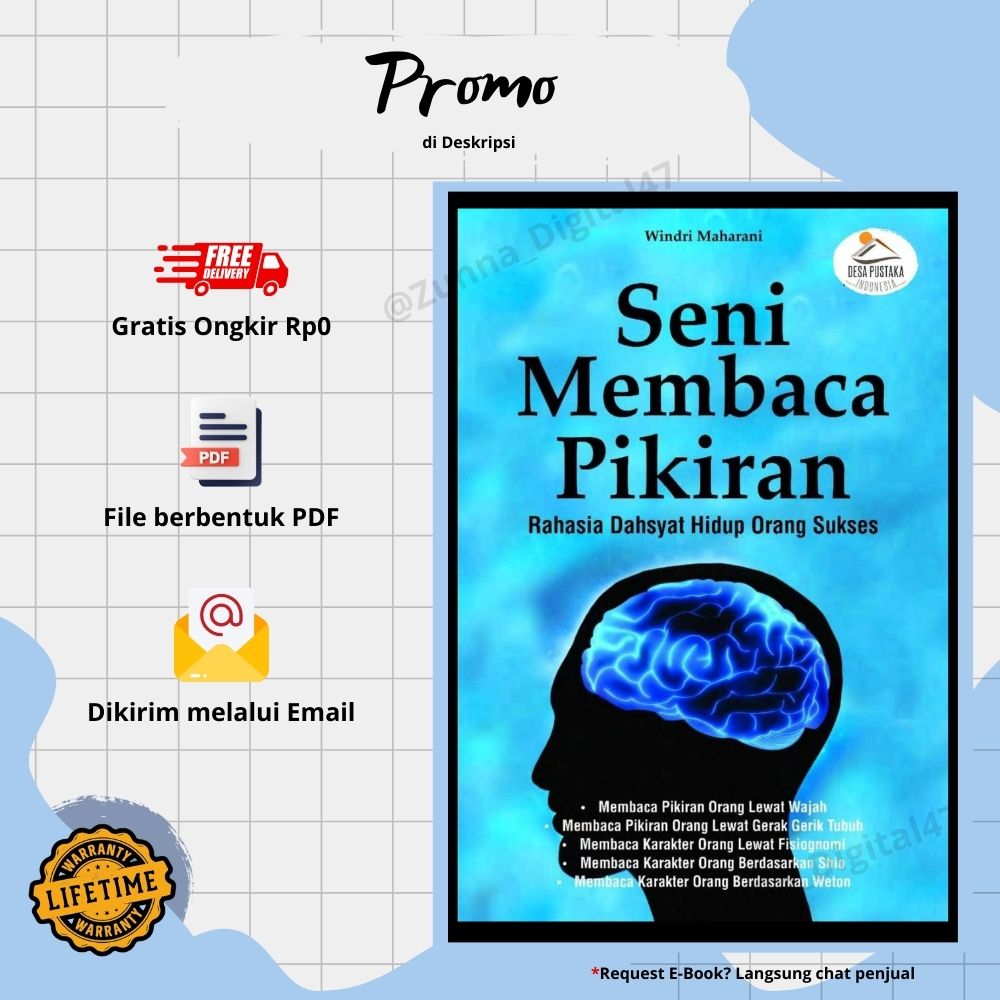 Promo
di Deskripsi
@Zunna_Digital47
FREE
DELIVERY
Gratis Ongkir Rp0
PDF
File berbentuk PDF
@
Dikirim melalui Email
WARRANTY
LIFETIME
WARRANTY
Windri Maharani
DESA PUSTAKA
INDONESIA
Seni
Membaca
Pikiran
Rahasia Dahsyat Hidup Orang Sukses
• Membaca Pikiran Orang Lewat Wajah
• Membaca Pikiran Orang Lewat Gerak Gerik Tubuh
• Membaca Karakter Orang Lewat Fisiognomi
• Membaca Karakter Orang Berdasarkan Shio
• Membaca Karakter Orang Berdasarkan Weton
Digital47
*Request E-Book? Langsung chat penjual